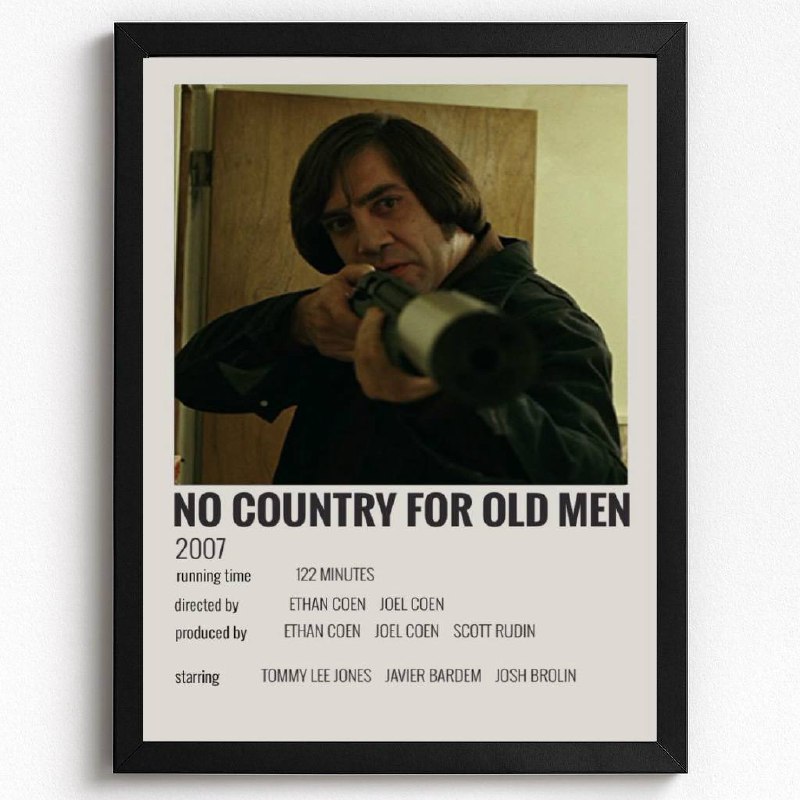 NO COUNTRY FOR OLD MEN
2007
running time 122 MINUTES
directed by ETHAN COEN JOEL COEN
produced by ETHAN COEN JOEL COEN SCOTT RUDIN
starring TOMMY LEE JONES JAVIER BARDEM JOSH BROLIN